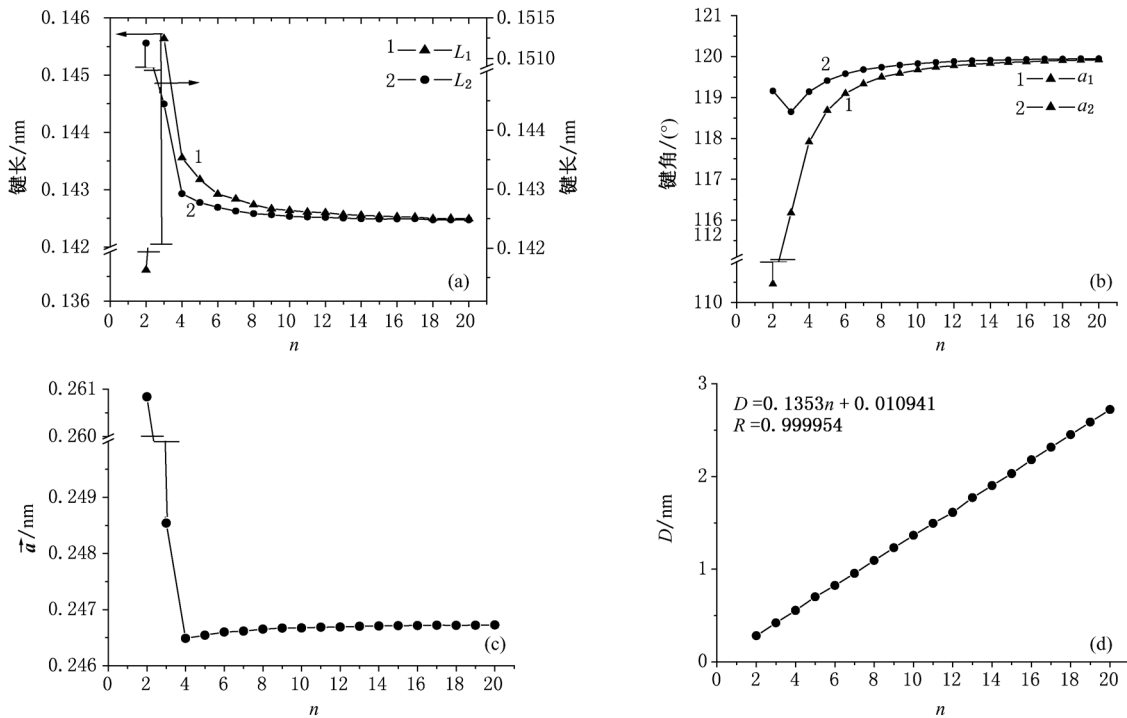 0.146
0.145
0.144
0.143
0.142
0.136
键长/nm
0.1515
0.1510
0.144
0.143
0.142
键长/nm
1 L1
2 L2
1
2
(a)
0 2 4 6 8 10 12 14 16 18 20
n
121
120
119
118
117
116
112
110
键角/(°)
2
1
1 a1
2 a2
(b)
0 2 4 6 8 10 12 14 16 18 20
n
0.261
0.260
0.249
0.248
0.247
0.246
a⃗/nm
(c)
0 2 4 6 8 10 12 14 16 18 20
n
3
2
1
0
D/nm
D=0.1353n+0.010941
R=0.999954
(d)
0 2 4 6 8 10 12 14 16 18 20
n